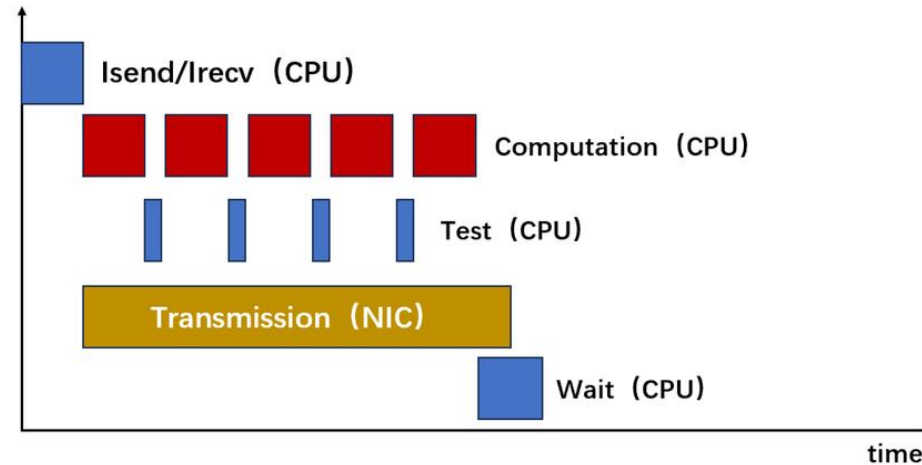 Isend/Irecv（CPU）
Computation（CPU）
Test（CPU）
Transmission（NIC）
Wait（CPU）
time